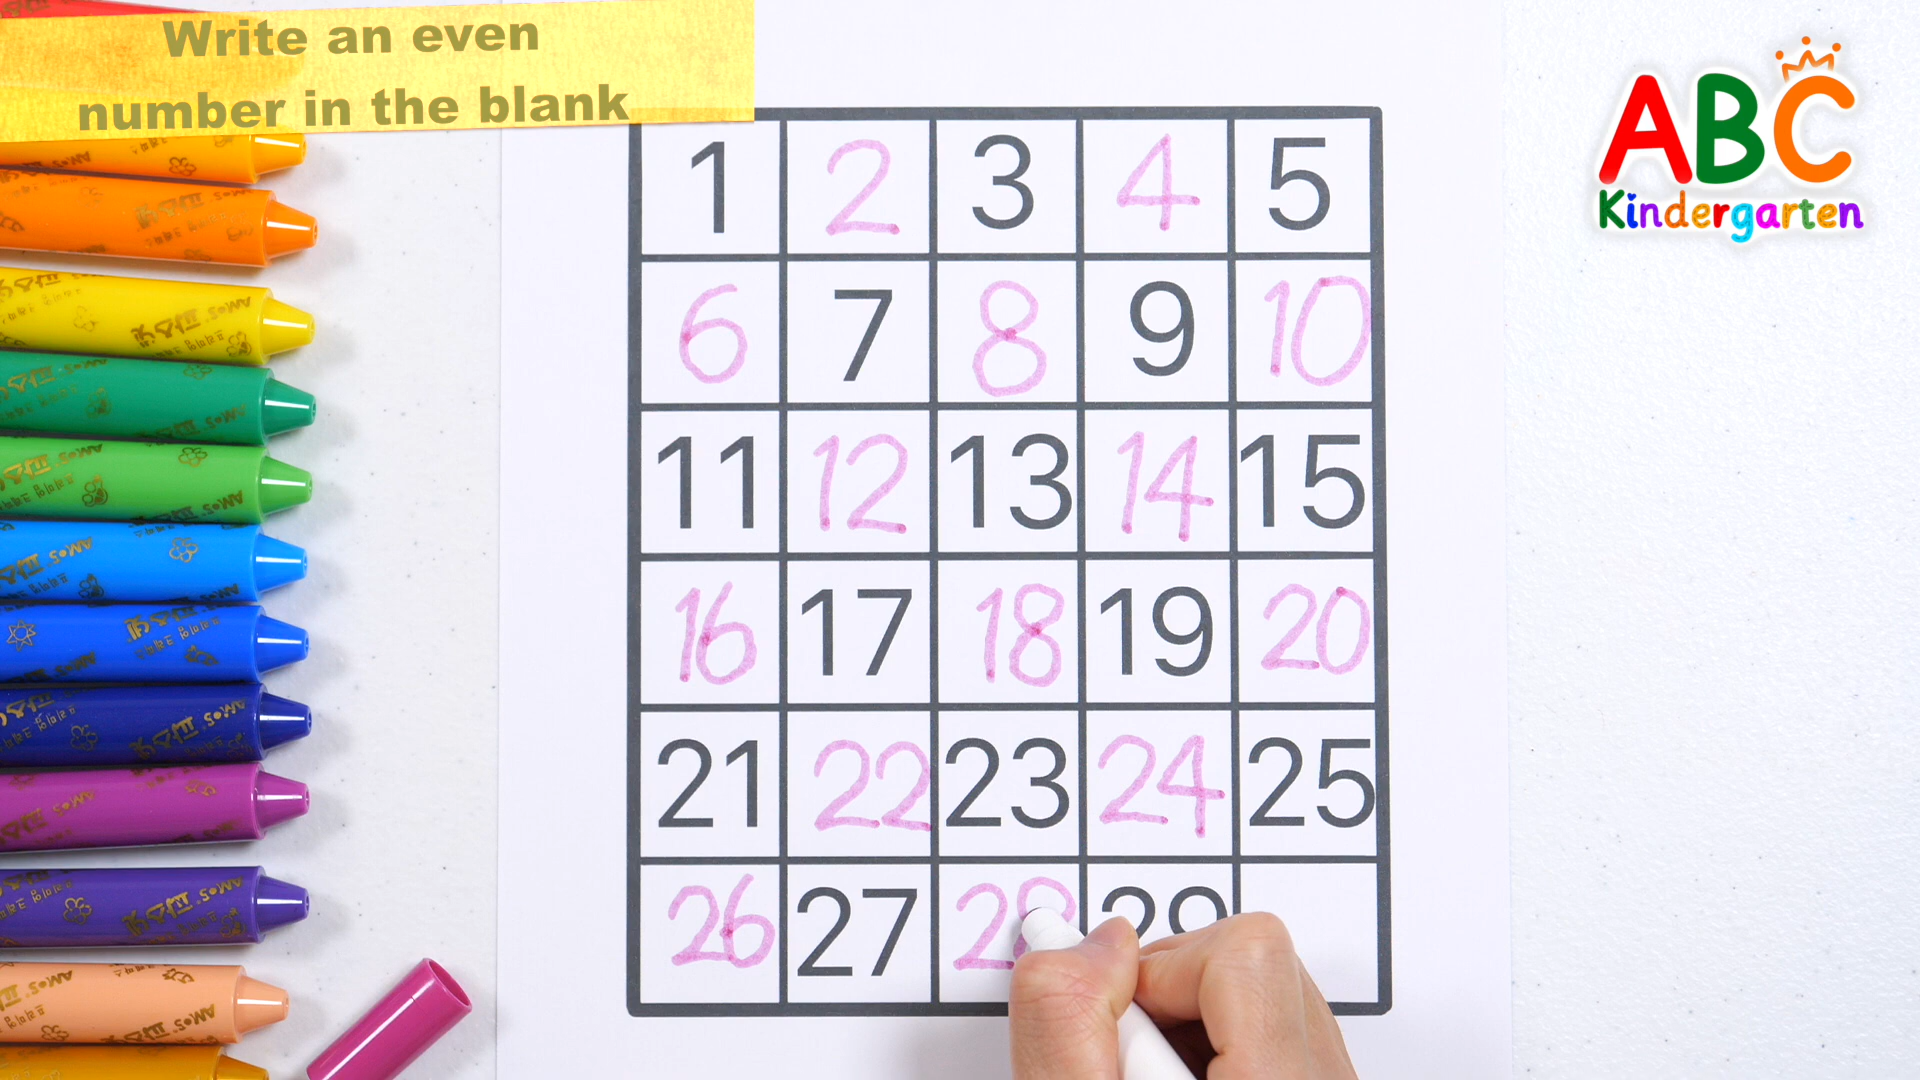 Write an even
number in the blank
ABC
Kindergarten
1 2 3 4 5
6 7 8 9 10
11 12 13 14 15
16 17 18 19 20
21 22 23 24 25
26 27 28 29